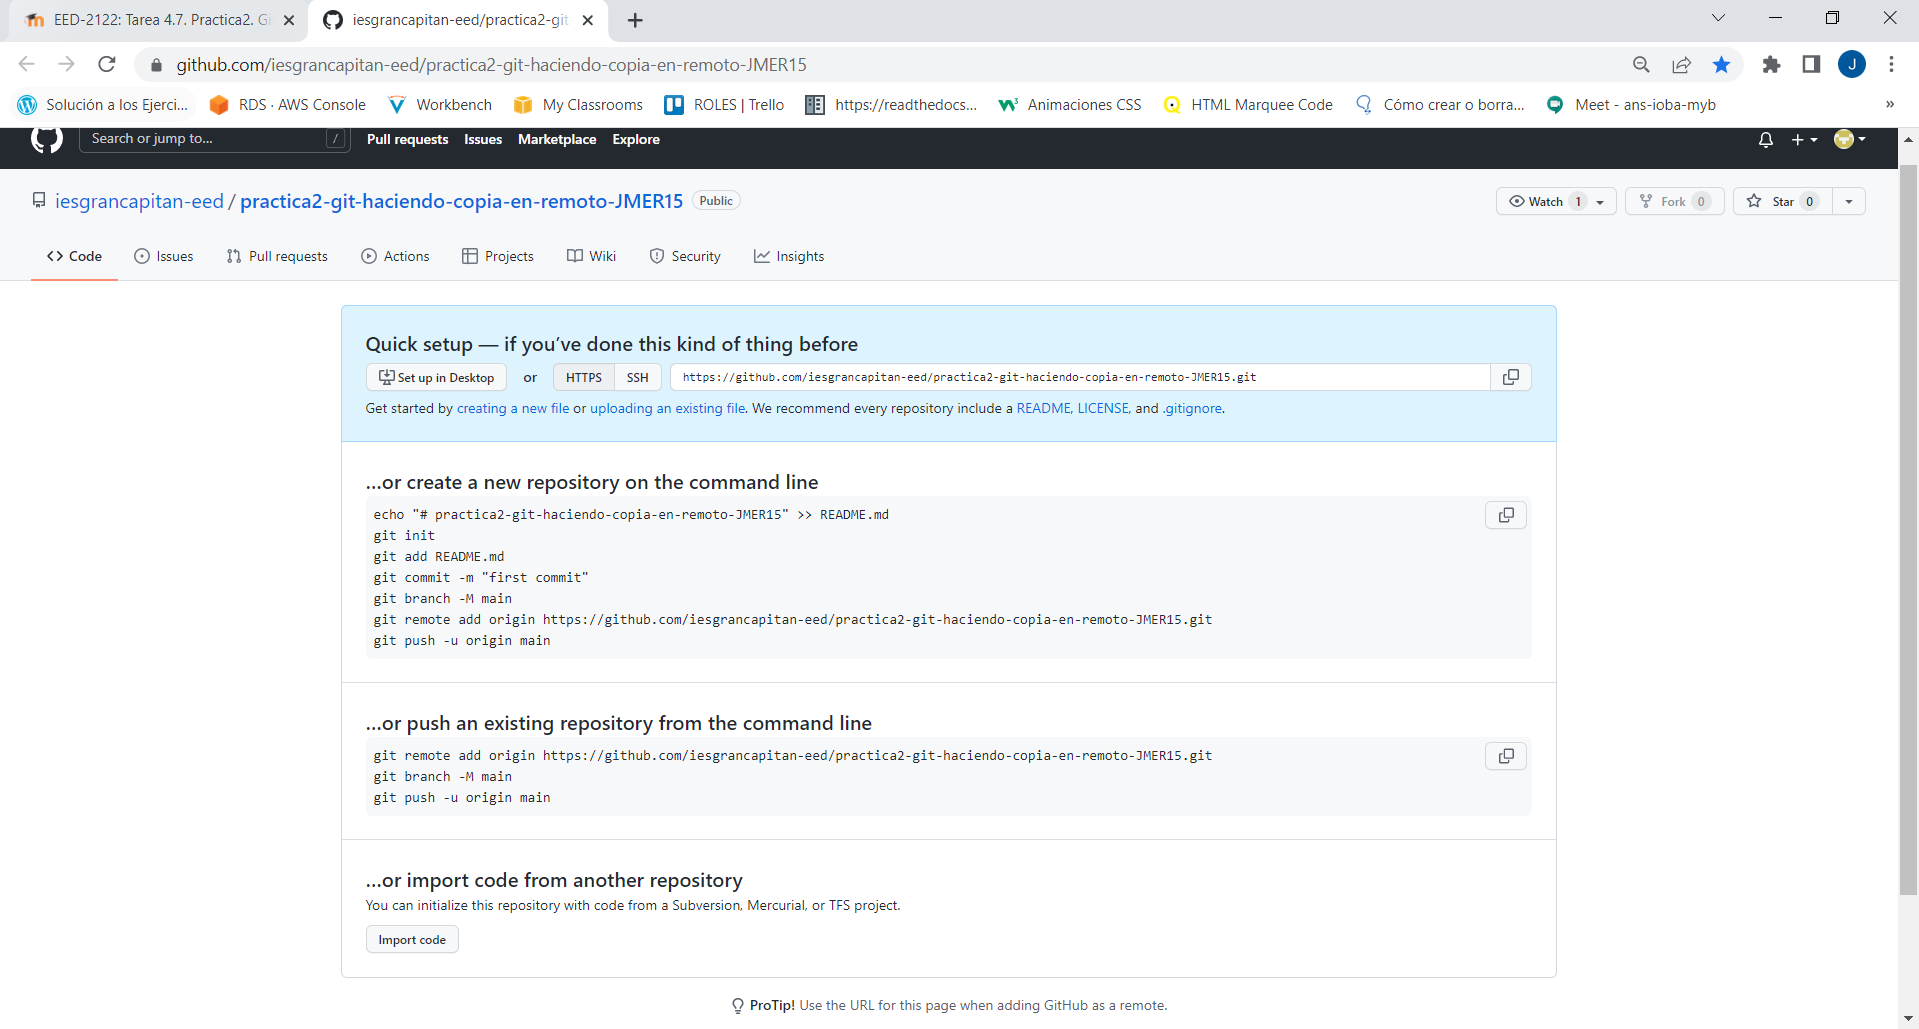 EED-2122: Tarea 4.7. Practica2. Gi
iesgrancapitan-eed/practica2-git
github.com/iesgrancapitan-eed/practica2-git-haciendo-copia-en-remoto-JMER15
J
Solución a los Ejerci...
RDS · AWS Console
Workbench
My Classrooms
ROLES | Trello
https://readthedocs...
Animaciones CSS
HTML Marquee Code
Cómo crear o borra...
Meet - ans-ioba-myb
»
Search or jump to...
/
Pull requests
Issues
Marketplace
Explore
iesgrancapitan-eed / practica2-git-haciendo-copia-en-remoto-JMER15
Public
Watch 1
Fork 0
Star 0
Code
Issues
Pull requests
Actions
Projects
Wiki
Security
Insights
Quick setup — if you’ve done this kind of thing before
Set up in Desktop
or
HTTPS
SSH
https://github.com/iesgrancapitan-eed/practica2-git-haciendo-copia-en-remoto-JMER15.git
Get started by creating a new file or uploading an existing file. We recommend every repository include a README, LICENSE, and .gitignore.
…or create a new repository on the command line
echo "# practica2-git-haciendo-copia-en-remoto-JMER15" >> README.md
git init
git add README.md
git commit -m "first commit"
git branch -M main
git remote add origin https://github.com/iesgrancapitan-eed/practica2-git-haciendo-copia-en-remoto-JMER15.git
git push -u origin main
…or push an existing repository from the command line
git remote add origin https://github.com/iesgrancapitan-eed/practica2-git-haciendo-copia-en-remoto-JMER15.git
git branch -M main
git push -u origin main
…or import code from another repository
You can initialize this repository with code from a Subversion, Mercurial, or TFS project.
Import code
ProTip! Use the URL for this page when adding GitHub as a remote.